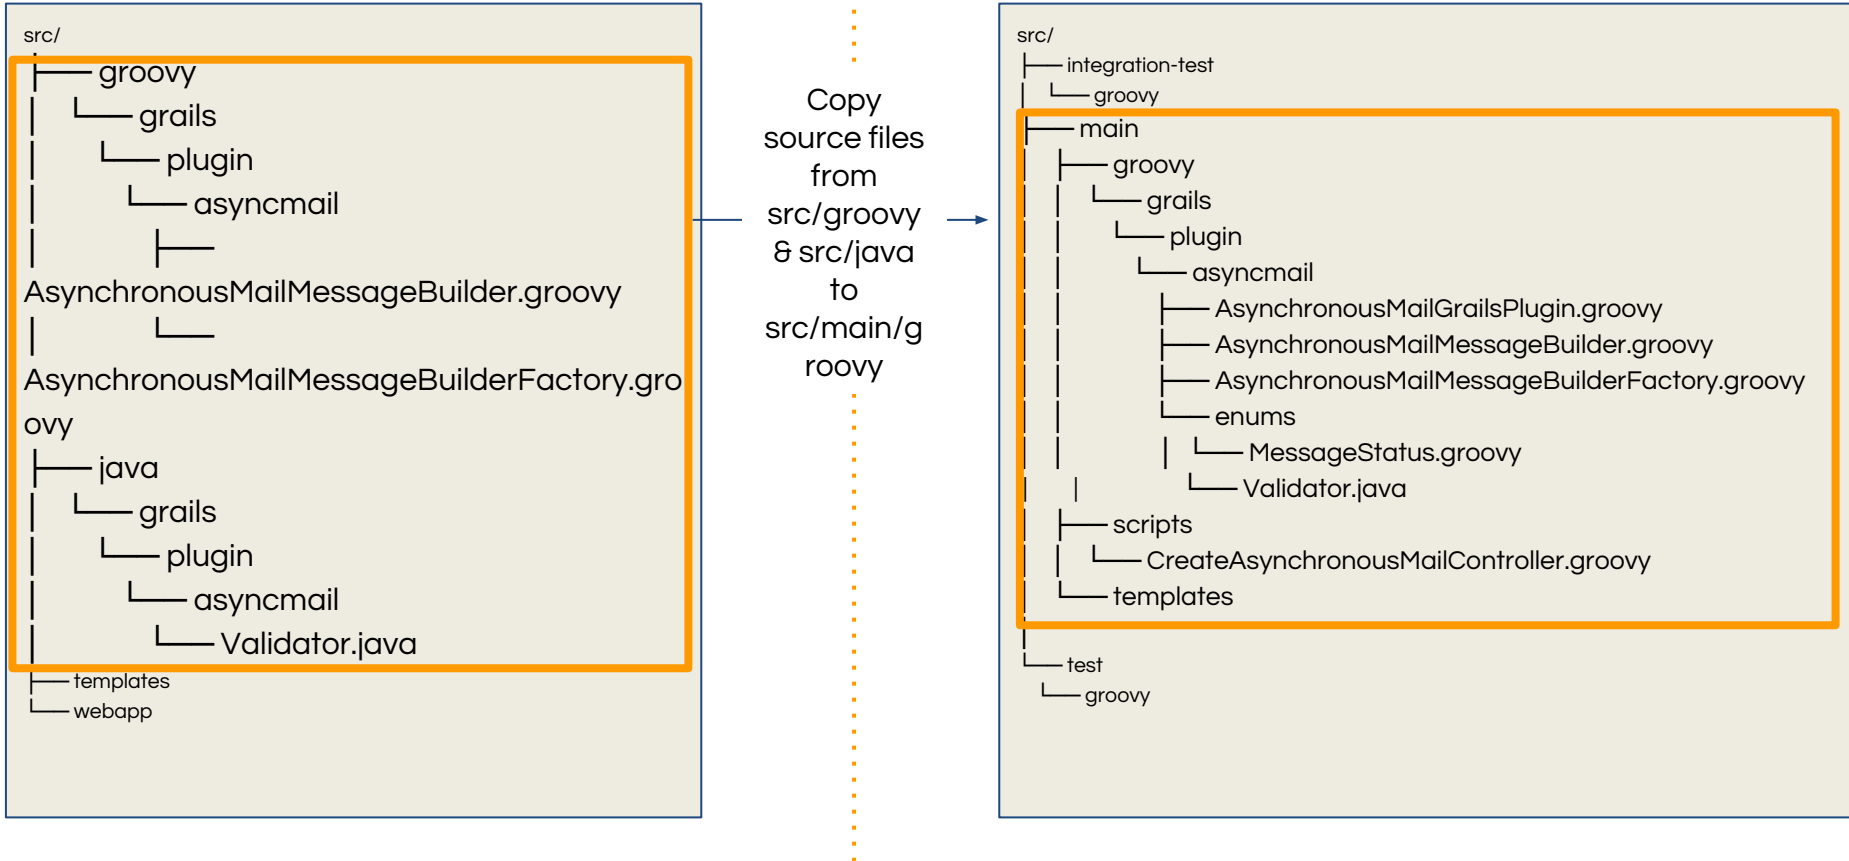 src/
├── groovy
│ └── grails
│ └── plugin
│ └── asyncmail
│ ├──
AsynchronousMailMessageBuilder.groovy
│ └──
AsynchronousMailMessageBuilderFactory.gro
ovy
├── java
│ └── grails
│ └── plugin
│ └── asyncmail
│ └── Validator.java
├── templates
└── webapp
Copy
source files
from
src/groovy
& src/java
to
src/main/g
roovy
src/
├── integration-test
│ └── groovy
├── main
│ ├── groovy
│ │ └── grails
│ │ └── plugin
│ │ └── asyncmail
│ │ ├── AsynchronousMailGrailsPlugin.groovy
│ │ ├── AsynchronousMailMessageBuilder.groovy
│ │ ├── AsynchronousMailMessageBuilderFactory.groovy
│ │ └── enums
│ │ │ └── MessageStatus.groovy
│ │ └── Validator.java
│ ├── scripts
│ │ └── CreateAsynchronousMailController.groovy
│ └── templates
│
└── test
└── groovy